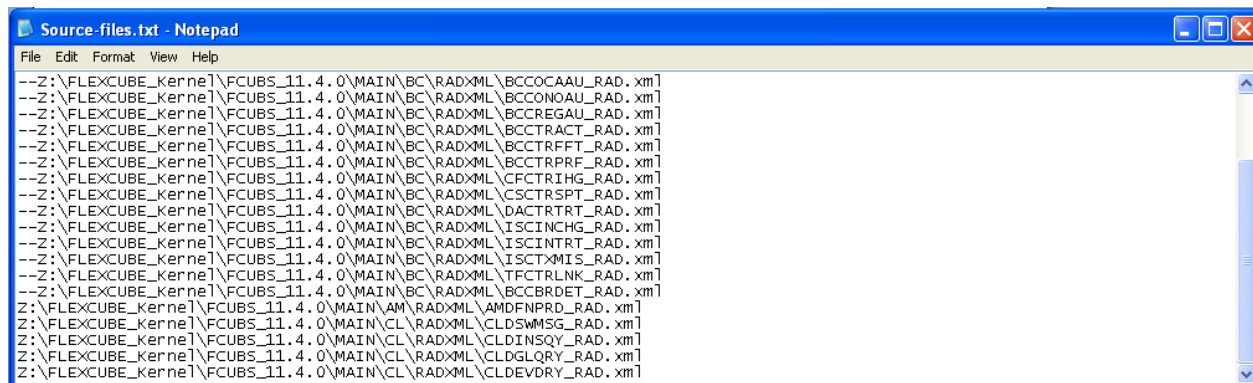 Source-files.txt - Notepad
File Edit Format View Help
--Z:\FLEXCUBE_Kernel\FCUBS_11.4.0\MAIN\BC\RADXML\BCCOCAAU_RAD.xml
--Z:\FLEXCUBE_Kernel\FCUBS_11.4.0\MAIN\BC\RADXML\BCCONOAU_RAD.xml
--Z:\FLEXCUBE_Kernel\FCUBS_11.4.0\MAIN\BC\RADXML\BCCREGAU_RAD.xml
--Z:\FLEXCUBE_Kernel\FCUBS_11.4.0\MAIN\BC\RADXML\BCCTRACT_RAD.xml
--Z:\FLEXCUBE_Kernel\FCUBS_11.4.0\MAIN\BC\RADXML\BCCTRFFT_RAD.xml
--Z:\FLEXCUBE_Kernel\FCUBS_11.4.0\MAIN\BC\RADXML\BCCTRPRF_RAD.xml
--Z:\FLEXCUBE_Kernel\FCUBS_11.4.0\MAIN\BC\RADXML\CFCTRIHG_RAD.xml
--Z:\FLEXCUBE_Kernel\FCUBS_11.4.0\MAIN\BC\RADXML\CSCTRSPT_RAD.xml
--Z:\FLEXCUBE_Kernel\FCUBS_11.4.0\MAIN\BC\RADXML\DACTRTRT_RAD.xml
--Z:\FLEXCUBE_Kernel\FCUBS_11.4.0\MAIN\BC\RADXML\ISCINCHG_RAD.xml
--Z:\FLEXCUBE_Kernel\FCUBS_11.4.0\MAIN\BC\RADXML\ISCINTRT_RAD.xml
--Z:\FLEXCUBE_Kernel\FCUBS_11.4.0\MAIN\BC\RADXML\ISCTXMIS_RAD.xml
--Z:\FLEXCUBE_Kernel\FCUBS_11.4.0\MAIN\BC\RADXML\TFCTRLNK_RAD.xml
--Z:\FLEXCUBE_Kernel\FCUBS_11.4.0\MAIN\BC\RADXML\BCCBRDET_RAD.xml
Z:\FLEXCUBE_Kernel\FCUBS_11.4.0\MAIN\AM\RADXML\AMDFNPRD_RAD.xml
Z:\FLEXCUBE_Kernel\FCUBS_11.4.0\MAIN\CL\RADXML\CLDSWMSG_RAD.xml
Z:\FLEXCUBE_Kernel\FCUBS_11.4.0\MAIN\CL\RADXML\CLDINSQY_RAD.xml
Z:\FLEXCUBE_Kernel\FCUBS_11.4.0\MAIN\CL\RADXML\CLDGLQRY_RAD.xml
Z:\FLEXCUBE_Kernel\FCUBS_11.4.0\MAIN\CL\RADXML\CLDEVDRY_RAD.xml